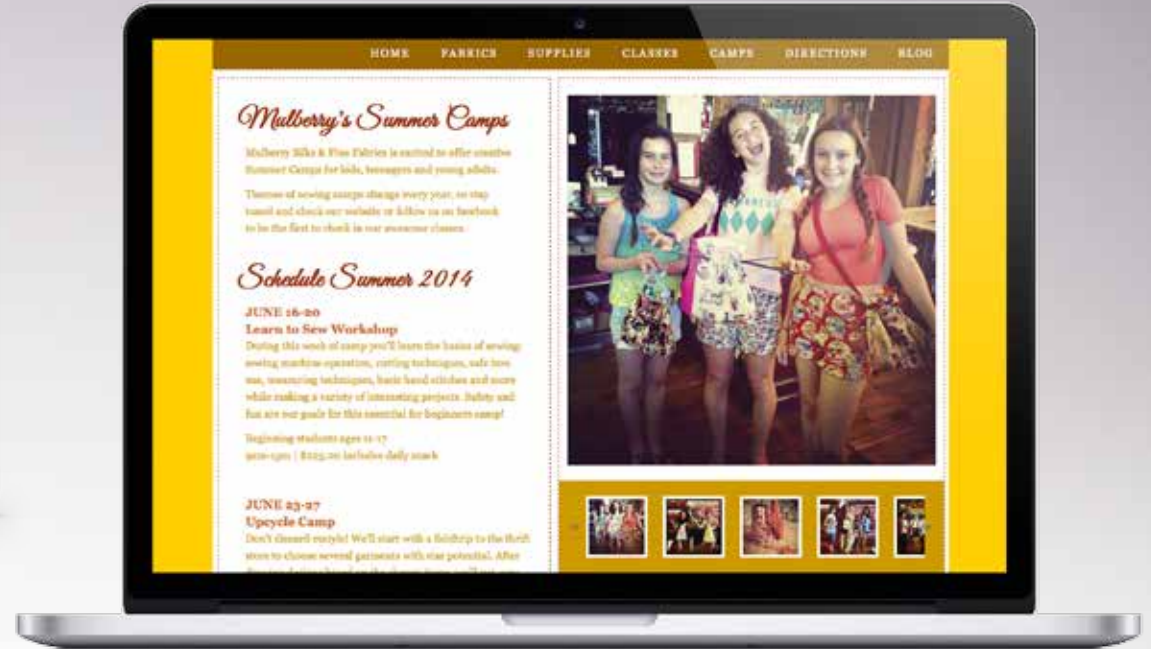 HOME FABRICS SUPPLIES CLASSES CAMPS DIRECTIONS BLOG
Mulberry's Summer Camps
Mulberry Silks & Fine Fabrics is excited to offer creative
Summer Camps for kids, teenagers and young adults.
Themes of sewing camps change every year, so stay
tuned and check our website or follow us on facebook
to be the first to check in our awesome classes.
Schedule Summer 2014
JUNE 16-20
Learn to Sew Workshop
During this week of camp you'll learn the basics of sewing:
sewing machine operation, cutting techniques, safe iron
use, measuring techniques, basic hand stitches and more
while making a variety of interesting projects. Safety and
fun are our goals for this essential for beginners camp!
Beginning students ages 11-17
9am-1pm | $225.00 inclusive daily snack
JUNE 23-27
Upcycle Camp
Don't discard-restyle! We'll start with a fieldtrip to the thrift
store to choose several garments with star potential. After